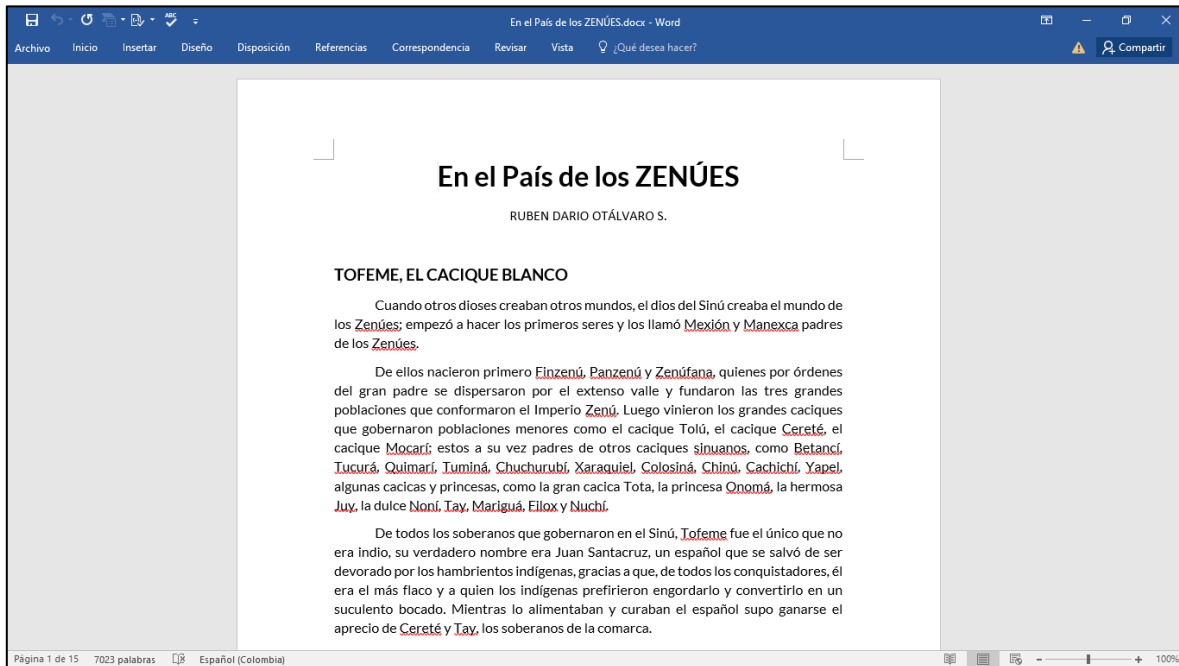 En el País de los ZENÚES.docx - Word
Archivo Inicio Insertar Diseño Disposición Referencias Correspondencia Revisar Vista ¿Qué desea hacer? Compartir
En el País de los ZENÚES
RUBEN DARIO OTÁLVARO S.
TOFEME, EL CACIQUE BLANCO
Cuando otros dioses creaban otros mundos, el dios del Sinú creaba el mundo de
los Zenúes; empezó a hacer los primeros seres y los llamó Mexión y Manexca padres
de los Zenúes.
De ellos nacieron primero Finzenú, Panzenú y Zenúfana, quienes por órdenes
del gran padre se dispersaron por el extenso valle y fundaron las tres grandes
poblaciones que conformaron el Imperio Zenú. Luego vinieron los grandes caciques
que gobernaron poblaciones menores como el cacique Tolú, el cacique Cereté, el
cacique Mocarí; estos a su vez padres de otros caciques sinuanos, como Betancí,
Tucurá, Quimarí, Tuminá, Chuchurubí, Xaraquiel, Colosiná, Chinú, Cachichí, Yapel,
algunas cacicas y princesas, como la gran cacica Tota, la princesa Onomá, la hermosa
Juy, la dulce Noní, Tay, Mariguá, Filox y Nuchí.
De todos los soberanos que gobernaron en el Sinú, Tofeme fue el único que no
era indio, su verdadero nombre era Juan Santacruz, un español que se salvó de ser
devorado por los hambrientos indígenas, gracias a que, de todos los conquistadores, él
era el más flaco y a quien los indígenas prefirieron engordarlo y convertirlo en un
suculento bocado. Mientras lo alimentaban y curaban el español supo ganarse el
aprecio de Cereté y Tay, los soberanos de la comarca.
Página 1 de 15 7023 palabras Español (Colombia) 100%